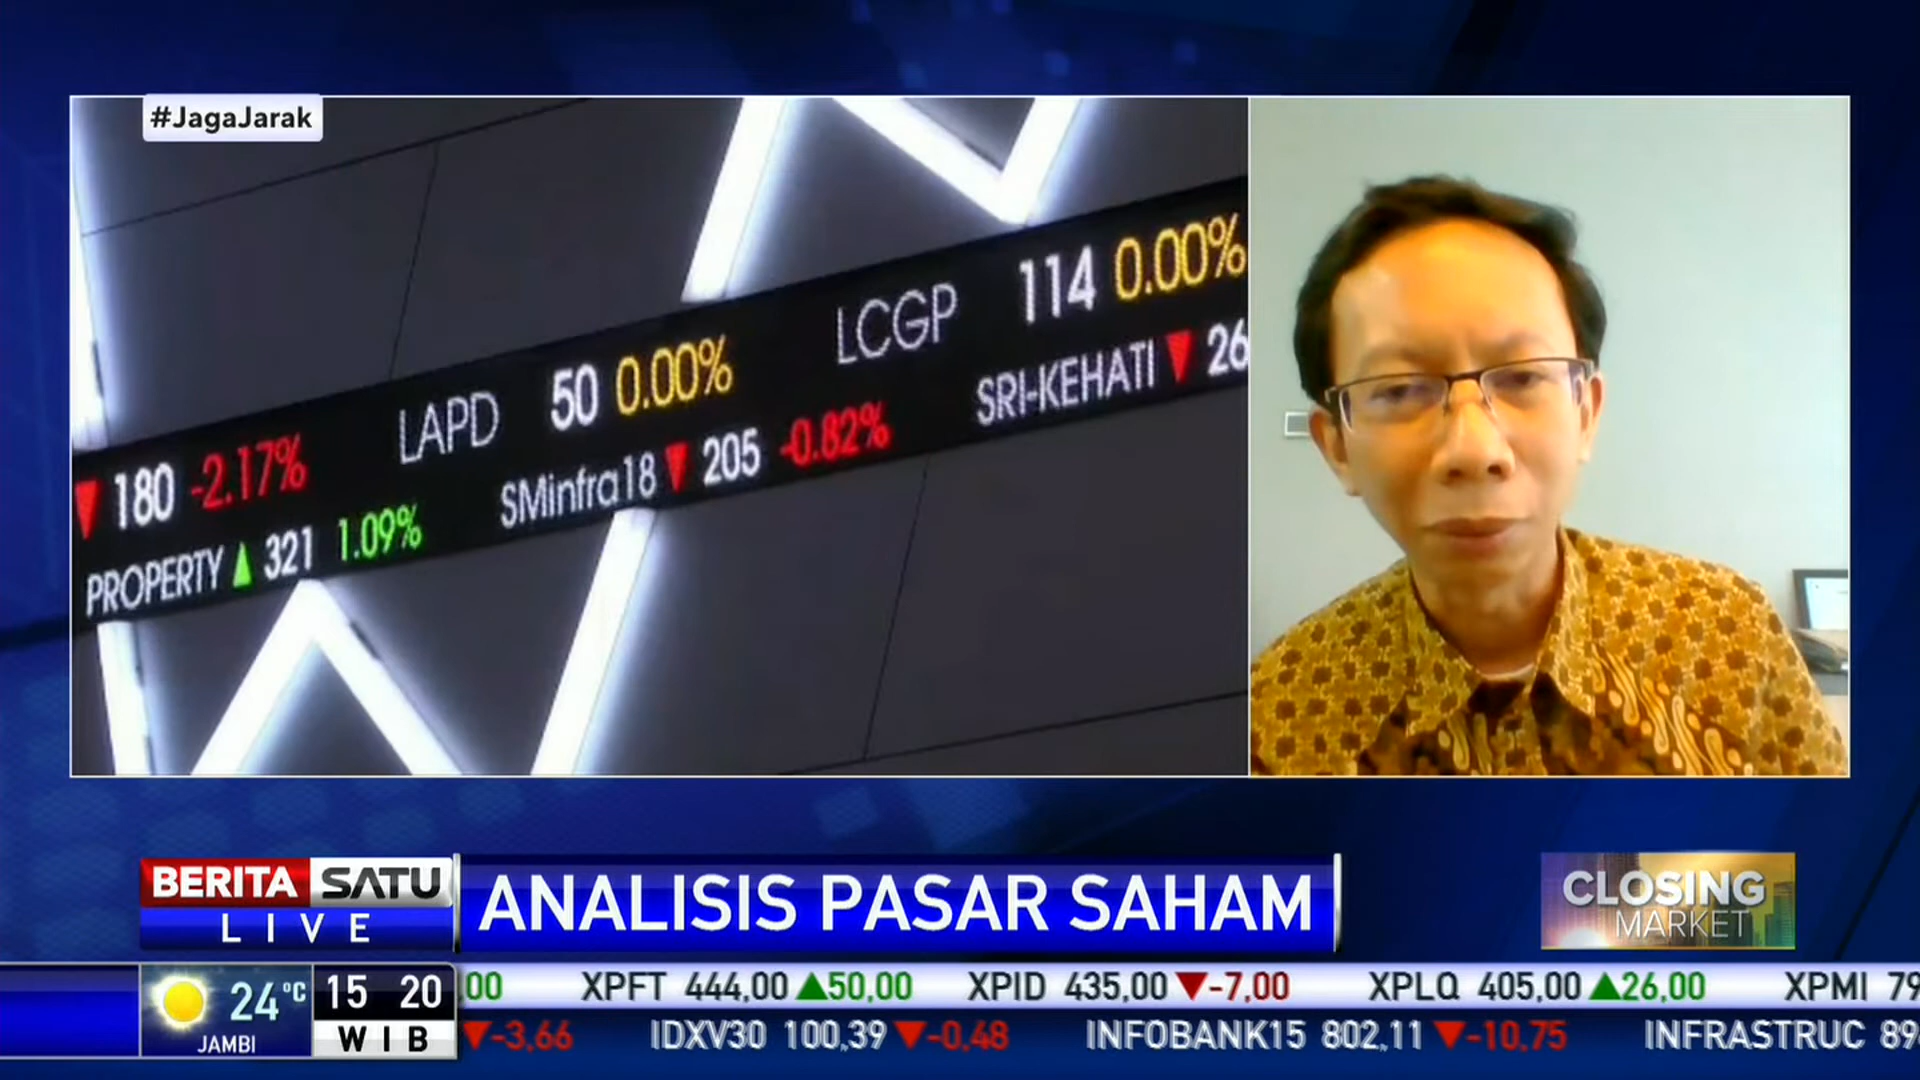 #JagaJarak
▼ 180 -2.17% LAPD 50 0.00% LCGP 114 0.00%
PROPERTY ▲ 321 1.09% SMinfra18 ▼ 205 -0.82% SRI-KEHATI ▼ 26
BERITA SATU
LIVE
ANALISIS PASAR SAHAM
CLOSING
MARKET
24°C
JAMBI
15 20
WIB
,00 XPFT 444,00 ▲50,00 XPID 435,00 ▼-7,00 XPLQ 405,00 ▲26,00 XPMI 79
▼-3,66 IDXV30 100,39 ▼-0,48 INFOBANK15 802,11 ▼-10,75 INFRASTRUC 89